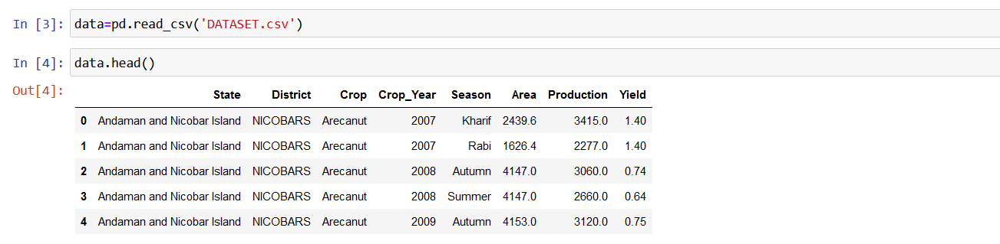 In [3]: data=pd.read_csv('DATASET.csv')
In [4]: data.head()
Out[4]:
State District Crop Crop_Year Season Area Production Yield
0 Andaman and Nicobar Island NICOBARS Arecanut 2007 Kharif 2439.6 3415.0 1.40
1 Andaman and Nicobar Island NICOBARS Arecanut 2007 Rabi 1626.4 2277.0 1.40
2 Andaman and Nicobar Island NICOBARS Arecanut 2008 Autumn 4147.0 3060.0 0.74
3 Andaman and Nicobar Island NICOBARS Arecanut 2008 Summer 4147.0 2660.0 0.64
4 Andaman and Nicobar Island NICOBARS Arecanut 2009 Autumn 4153.0 3120.0 0.75